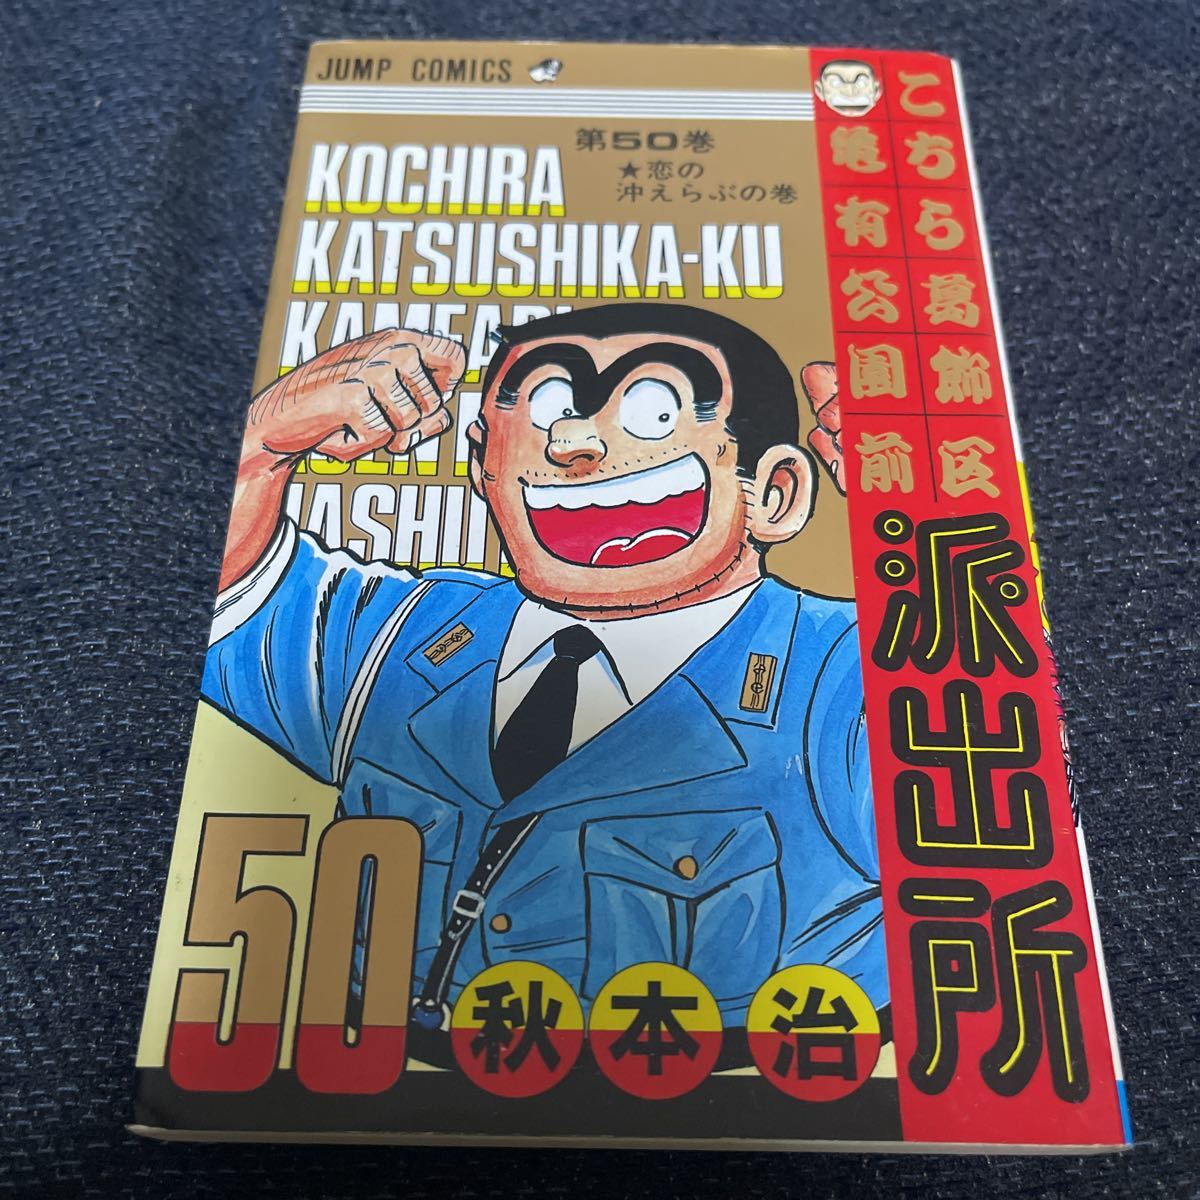 JUMP COMICS
第50巻
★恋の
沖えらぶの巻
KOCHIRA
KATSUSHIKA-KU
こちら葛飾区
亀有公園前
派出所
50
秋本治